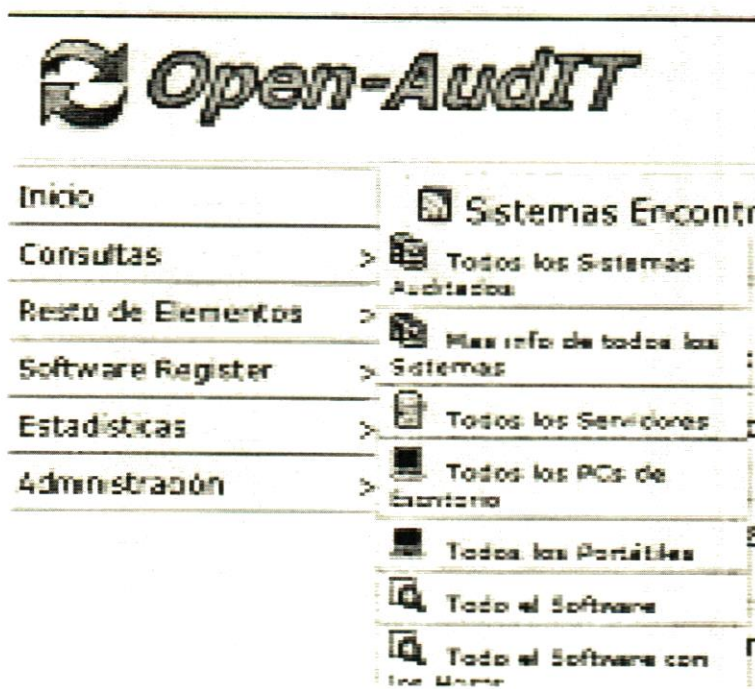 Open-AudIT
Inicio
Consultas >
Resto de Elementos >
Software Register >
Estadísticas >
Administración >
Sistemas Encontr
Todos los Sistemas
Auditados
Mas info de todos los
Sistemas
Todos los Servidores
Todos los PCs de
Escritorio
Todos los Portátiles
Todo el Software
Todo el Software con
los